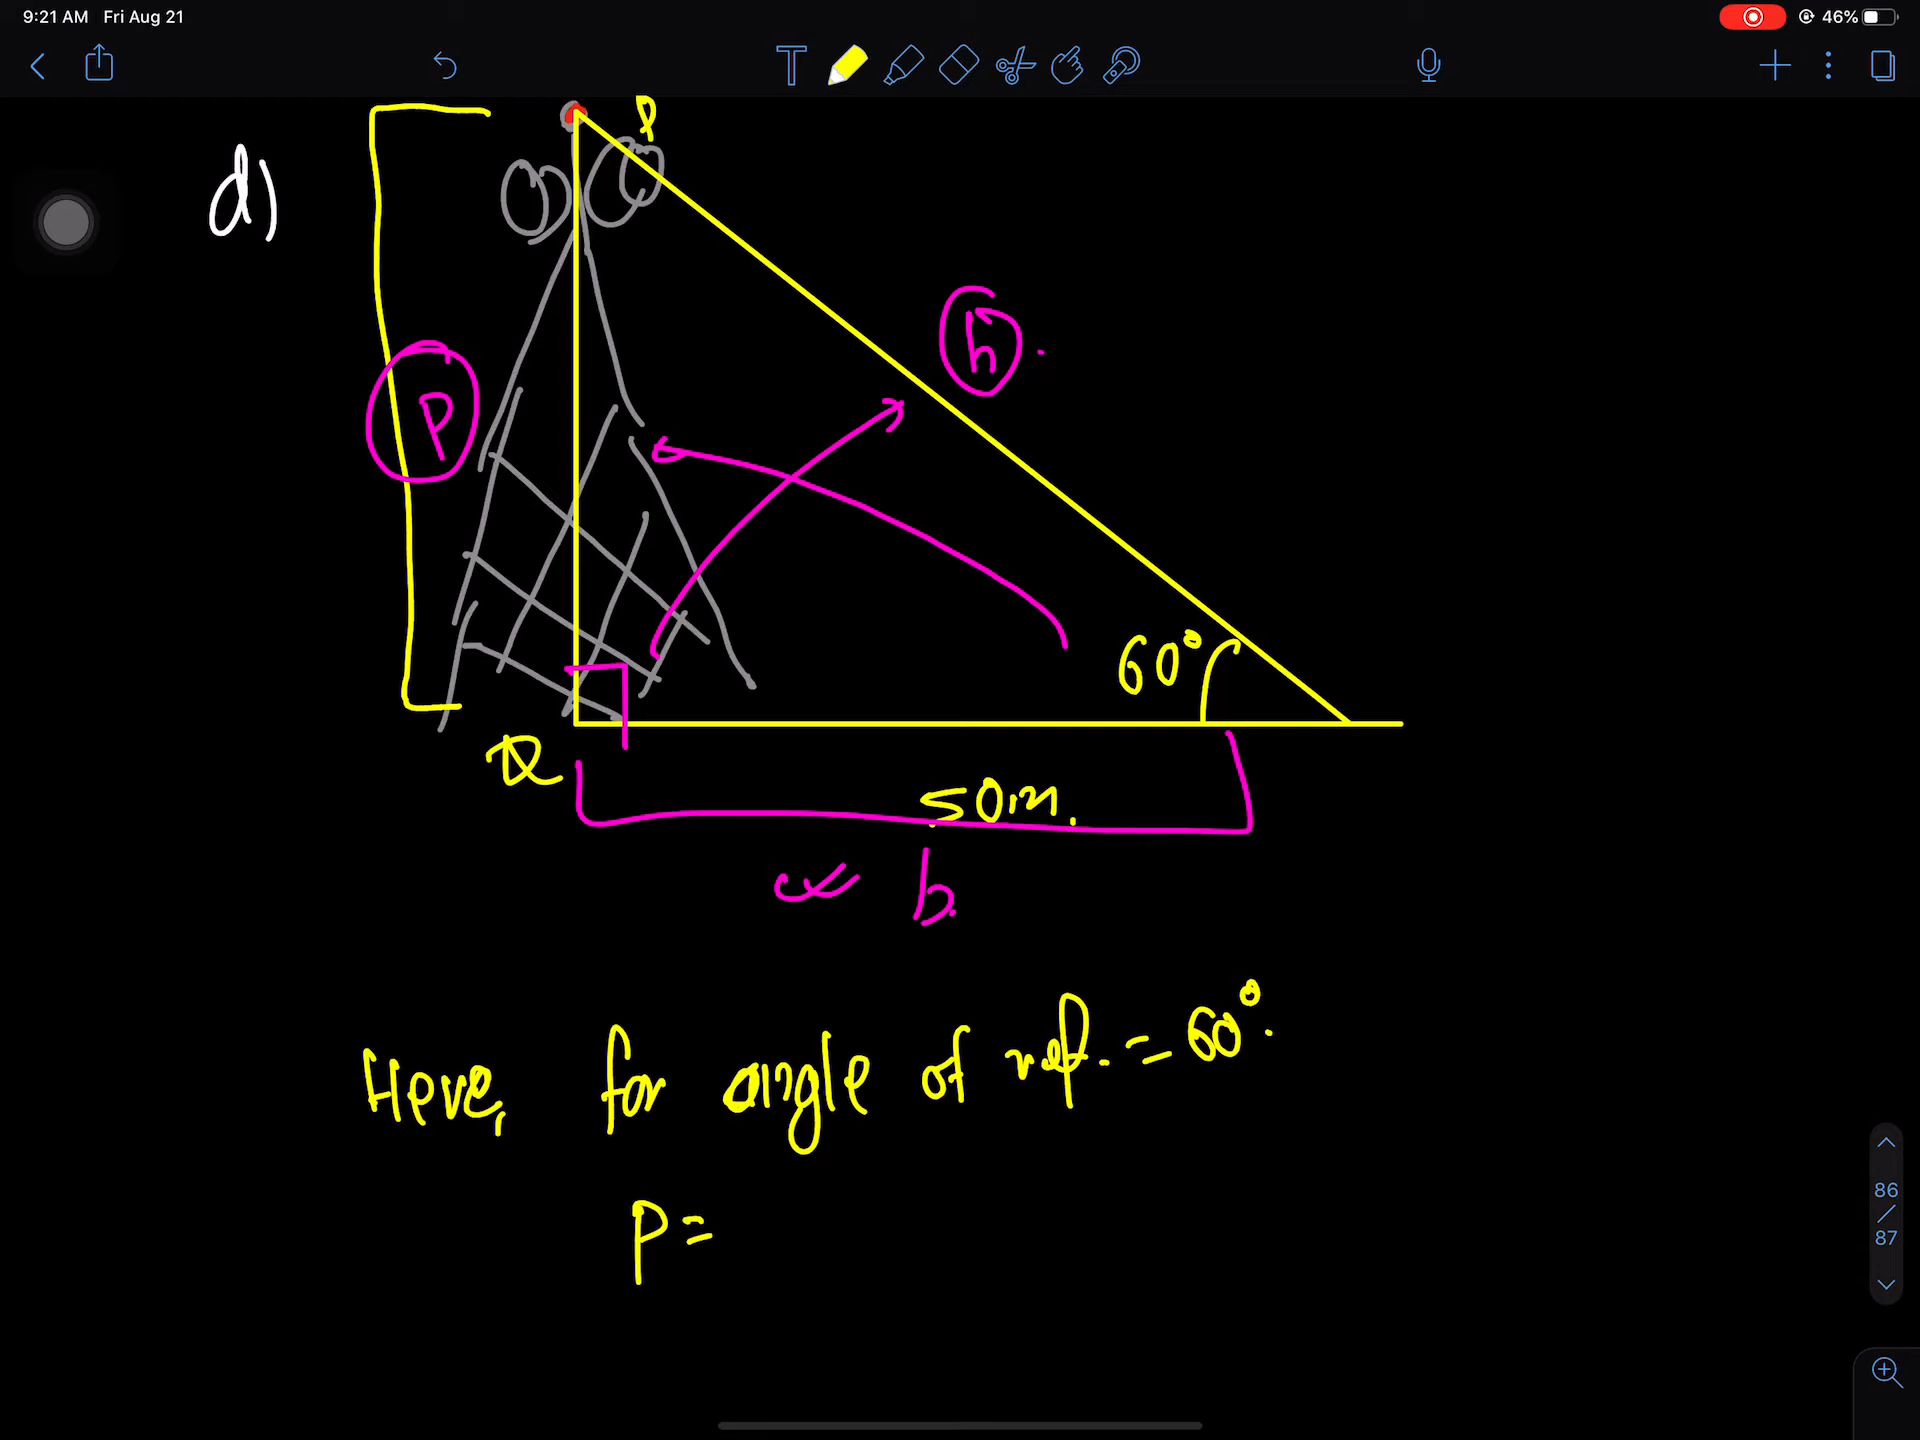 9:21 AM Fri Aug 21
46%
T
d)
P
h
P
60°
Q
50m.
b.
Here, for angle of ref. = 60°.
P =
86
/
87